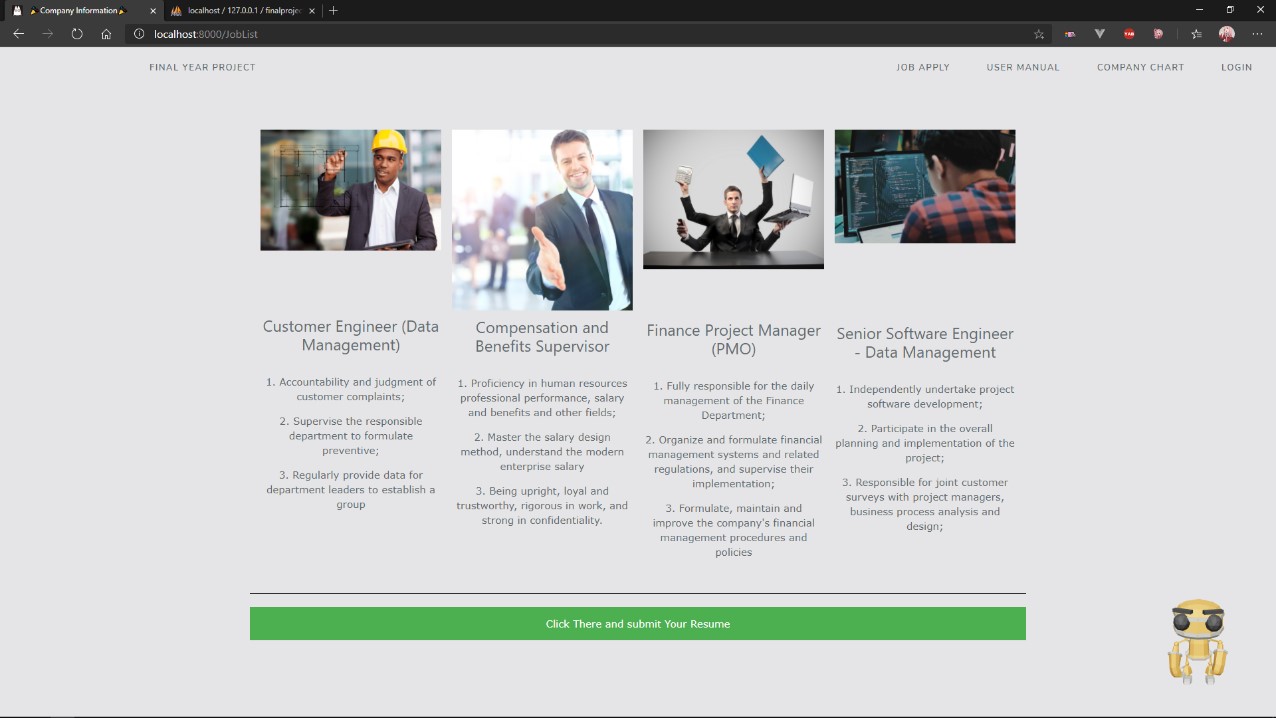 Company Information
localhost / 127.0.0.1 / finalproje
localhost:8000/JobList
FINAL YEAR PROJECT
JOB APPLY
USER MANUAL
COMPANY CHART
LOGIN
Customer Engineer (Data
Management)
1. Accountability and judgment of
customer complaints;
2. Supervise the responsible
department to formulate
preventive;
3. Regularly provide data for
department leaders to establish a
group
Compensation and
Benefits Supervisor
1. Proficiency in human resources
professional performance, salary
and benefits and other fields;
2. Master the salary design
method, understand the modern
enterprise salary
3. Being upright, loyal and
trustworthy, rigorous in work, and
strong in confidentiality.
Finance Project Manager
(PMO)
1. Fully responsible for the daily
management of the Finance
Department;
2. Organize and formulate financial
management systems and related
regulations, and supervise their
implementation;
3. Formulate, maintain and
improve the company's financial
management procedures and
policies
Senior Software Engineer
- Data Management
1. Independently undertake project
software development;
2. Participate in the overall
planning and implementation of the
project;
3. Responsible for joint customer
surveys with project managers,
business process analysis and
design;
Click There and submit Your Resume